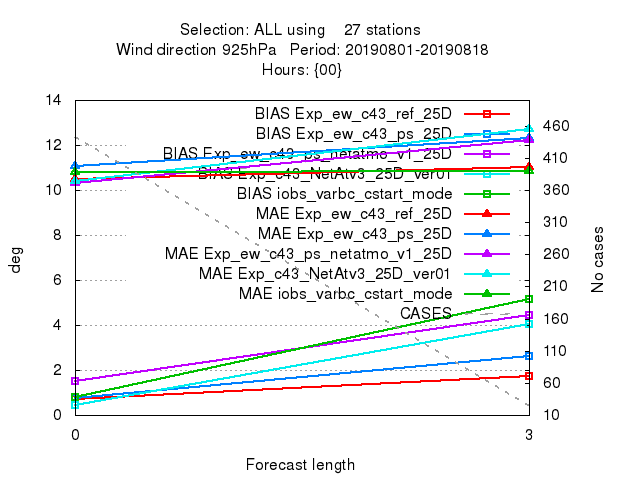 Selection: ALL using 27 stations
Wind direction 925hPa Period: 20190801-20190818
Hours: {00}
BIAS Exp_ew_c43_ref_25D
BIAS Exp_ew_c43_ps_25D
BIAS Exp_ew_c43_ps_netatmo_v1_25D
BIAS Exp_c43_NetAtv3_25D_ver01
BIAS iobs_varbc_cstart_mode
MAE Exp_ew_c43_ref_25D
MAE Exp_ew_c43_ps_25D
MAE Exp_ew_c43_ps_netatmo_v1_25D
MAE Exp_c43_NetAtv3_25D_ver01
MAE iobs_varbc_cstart_mode
CASES
14
12
10
8
6
4
2
0
deg
460
410
360
310
260
210
160
110
60
10
No cases
0 3
Forecast length